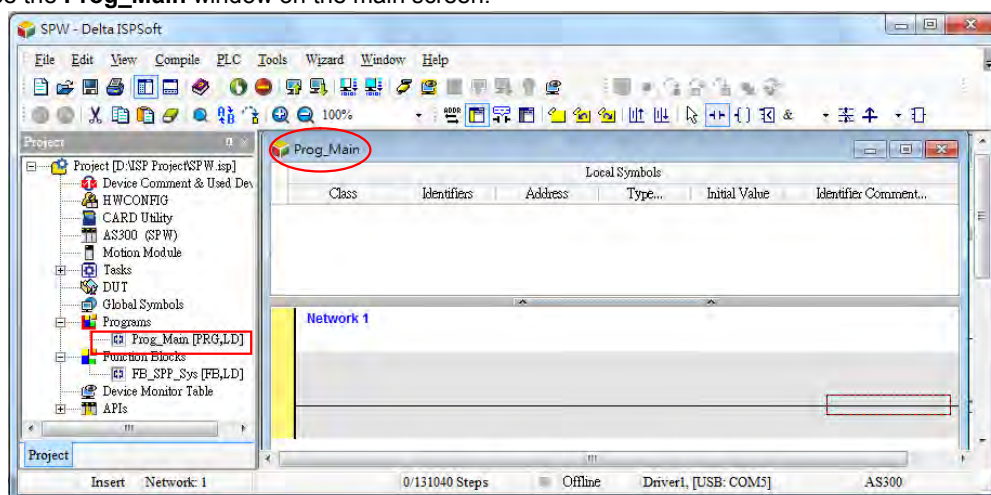 Prog_Main window on the main screen.
SPW - Delta ISPSoft
File Edit View Compile PLC Tools Wizard Window Help
100%
Project
Prog_Main
Project [D:\ISP Project\SPW.isp]
Device Comment & Used Dev
HWCONFIG
CARD Utility
AS300 (SPW)
Motion Module
Tasks
DUT
Global Symbols
Programs
Prog_Main [PRG,LD]
Function Blocks
FB_SPP_Sys [FB,LD]
Device Monitor Table
APIs
Project
Local Symbols
Class Identifiers Address Type... Initial Value Identifier Comment...
Network 1
Insert Network: 1 0/131040 Steps Offline Driver1, [USB: COM5] AS300